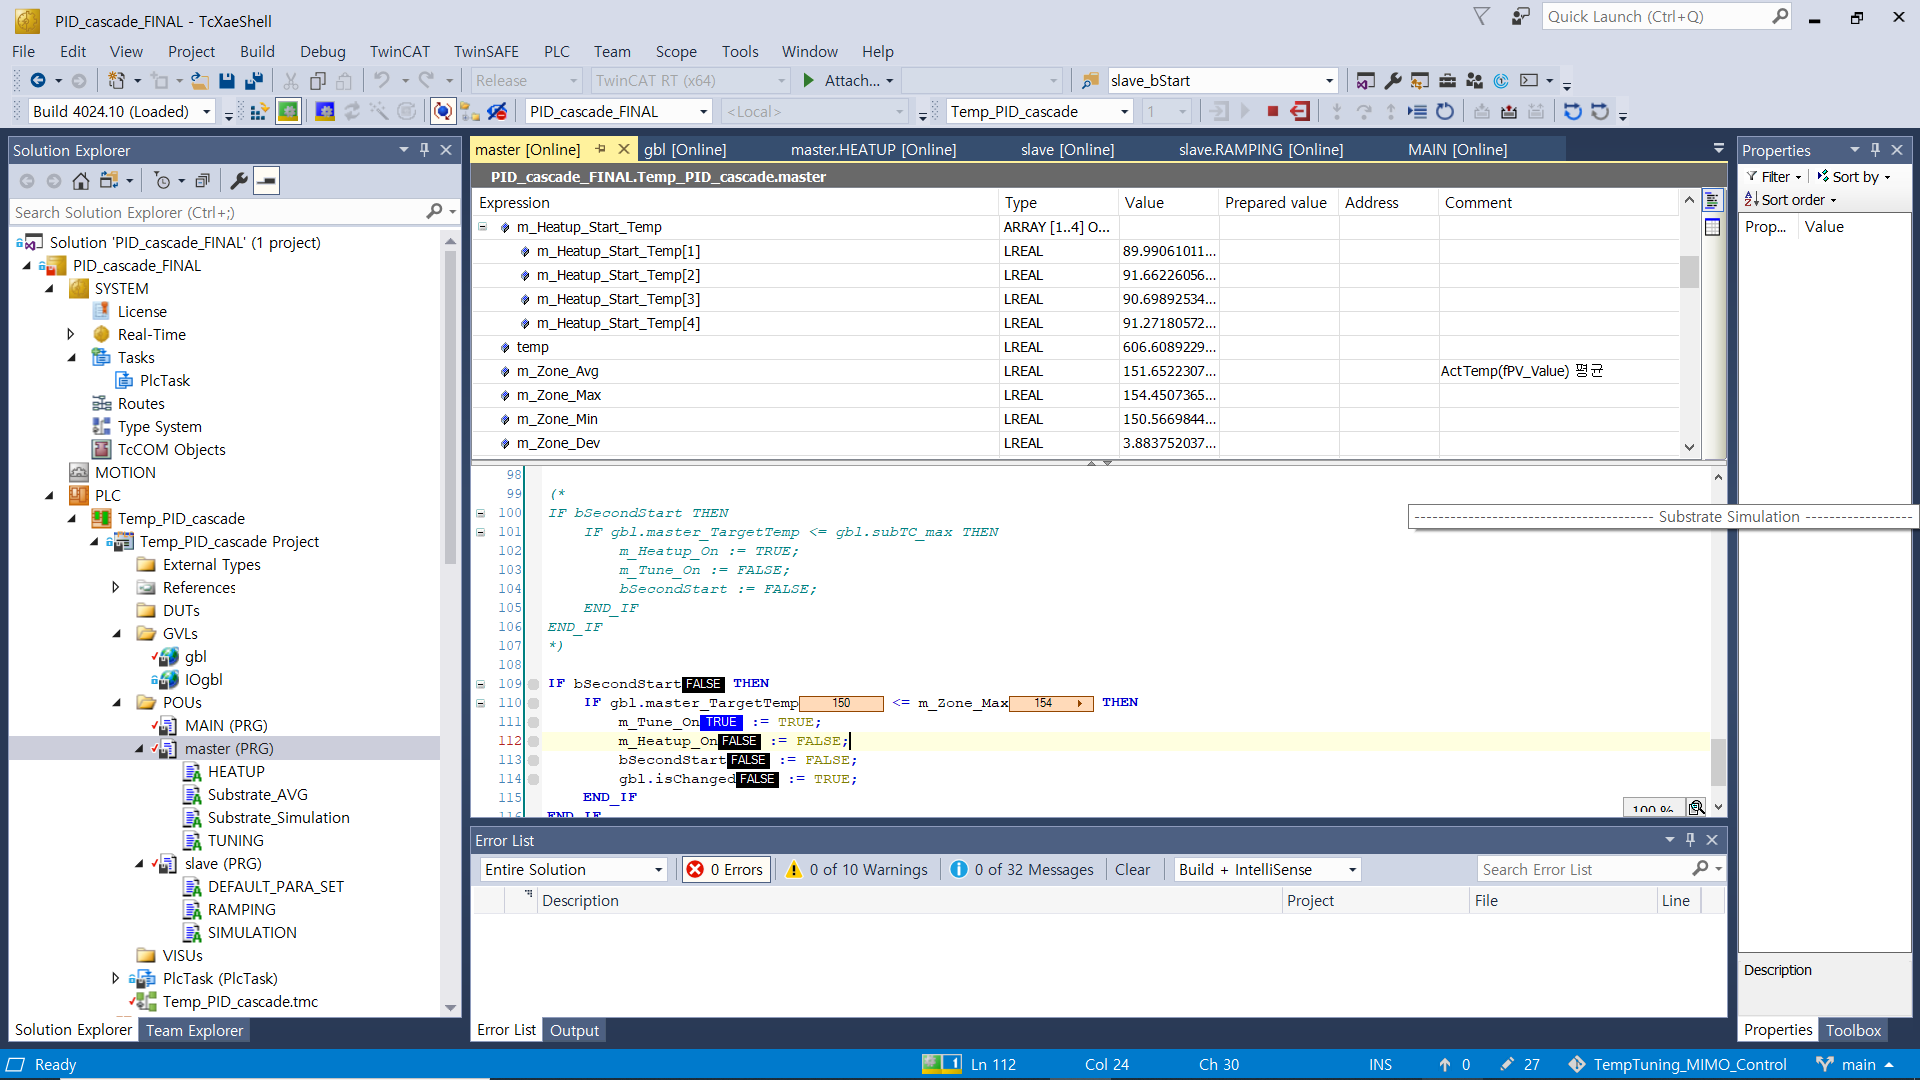 PID_cascade_FINAL - TcXaeShell
Quick Launch (Ctrl+Q)
File Edit View Project Build Debug TwinCAT TwinSAFE PLC Team Scope Tools Window Help
Release TwinCAT RT (x64) Attach... slave_bStart
Build 4024.10 (Loaded) PID_cascade_FINAL <Local> Temp_PID_cascade 1
Solution Explorer
Search Solution Explorer (Ctrl+;)
Solution 'PID_cascade_FINAL' (1 project)
PID_cascade_FINAL
SYSTEM
License
Real-Time
Tasks
PlcTask
Routes
Type System
TcCOM Objects
MOTION
PLC
Temp_PID_cascade
Temp_PID_cascade Project
External Types
References
DUTs
GVLs
gbl
IOgbl
POUs
MAIN (PRG)
master (PRG)
HEATUP
Substrate_AVG
Substrate_Simulation
TUNING
slave (PRG)
DEFAULT_PARA_SET
RAMPING
SIMULATION
VISUs
PlcTask (PlcTask)
Temp_PID_cascade.tmc
Solution Explorer Team Explorer
master [Online] gbl [Online] master.HEATUP [Online] slave [Online] slave.RAMPING [Online] MAIN [Online]
PID_cascade_FINAL.Temp_PID_cascade.master
Expression Type Value Prepared value Address Comment
m_Heatup_Start_Temp ARRAY [1..4] O...
m_Heatup_Start_Temp[1] LREAL 89.99061011...
m_Heatup_Start_Temp[2] LREAL 91.66226056...
m_Heatup_Start_Temp[3] LREAL 90.69892534...
m_Heatup_Start_Temp[4] LREAL 91.27180572...
temp LREAL 606.6089229...
m_Zone_Avg LREAL 151.6522307... ActTemp(fPV_Value) 평균
m_Zone_Max LREAL 154.4507365...
m_Zone_Min LREAL 150.5669844...
m_Zone_Dev LREAL 3.883752037...
98
99 (*
100 IF bSecondStart THEN
101 IF gbl.master_TargetTemp <= gbl.subTC_max THEN
102 m_Heatup_On := TRUE;
103 m_Tune_On := FALSE;
104 bSecondStart := FALSE;
105 END_IF
106 END_IF
107 *)
108
109 IF bSecondStart FALSE THEN
110 IF gbl.master_TargetTemp 150 <= m_Zone_Max 154 THEN
111 m_Tune_On TRUE := TRUE;
112 m_Heatup_On FALSE := FALSE;
113 bSecondStart FALSE := FALSE;
114 gbl.isChanged FALSE := TRUE;
115 END_IF
116 END_IF
100 %
Error List
Entire Solution 0 Errors 0 of 10 Warnings 0 of 32 Messages Clear Build + IntelliSense Search Error List
Description Project File Line
Error List Output
Properties
Filter Sort by
Sort order
Prop... Value
---------------------------------------- Substrate Simulation ------------------
Description
Properties Toolbox
Ready Ln 112 Col 24 Ch 30 INS 0 27 TempTuning_MIMO_Control main